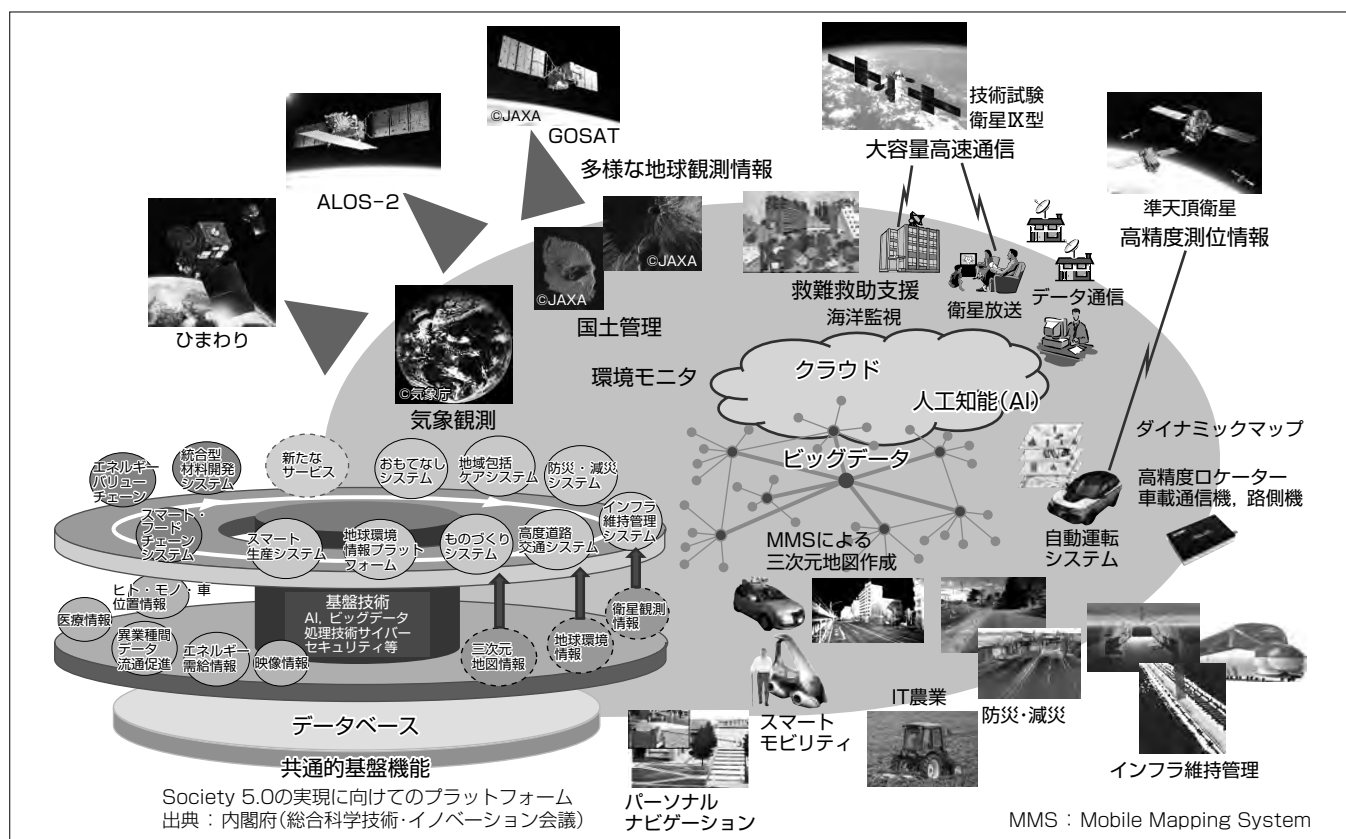 ©JAXA
GOSAT
多様な地球観測情報
ALOS-2
ひまわり
©JAXA
©JAXA
国土管理
©気象庁
気象観測
環境モニタ
技術試験
衛星Ⅸ型
大容量高速通信
準天頂衛星
高精度測位情報
救難救助支援
海洋監視
衛星放送
データ通信
クラウド
人工知能(AI)
ビッグデータ
ダイナミックマップ
高精度ロケーター
車載通信機,路側機
自動運転
システム
MMSによる
三次元地図作成
スマート
モビリティ
IT農業
防災・減災
インフラ維持管理
パーソナル
ナビゲーション
エネルギー
バリュー
チェーン
統合型
材料開発
システム
新たな
サービス
おもてなし
システム
地域包括
ケアシステム
防災・減災
システム
インフラ
維持管理
システム
スマート・
フード
チェーン
システム
スマート
生産システム
地球環境
情報プラット
フォーム
ものづくり
システム
高度道路
交通システム
ヒト・モノ・車
位置情報
医療情報
異業種間
データ
流通促進
エネルギー
需給情報
映像情報
基盤技術
AI、ビッグデータ
処理技術サイバー
セキュリティ等
三次元
地図情報
地球環境
情報
衛星観測
情報
データベース
共通的基盤機能
Society 5.0の実現に向けてのプラットフォーム
出典:内閣府(総合科学技術・イノベーション会議)
MMS:Mobile Mapping System